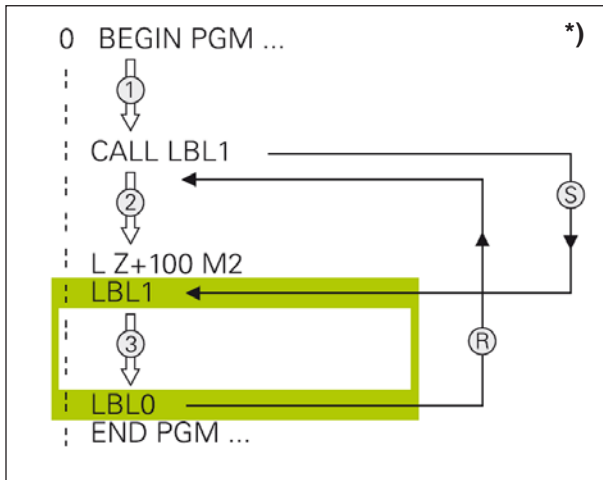 0 BEGIN PGM ... *)
1
CALL LBL1
S
2
L Z+100 M2
LBL1
3
R
LBL0
END PGM ...